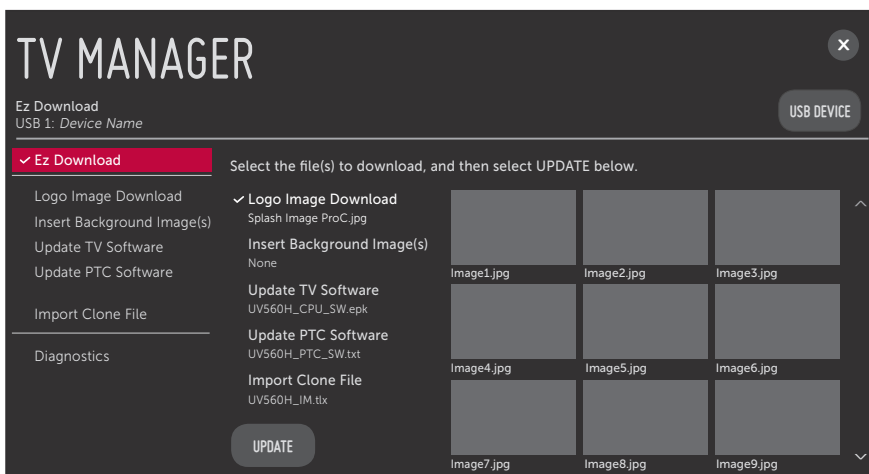 TV MANAGER
X
Ez Download
USB 1: Device Name
USB DEVICE
Ez Download
Logo Image Download
Insert Background Image(s)
Update TV Software
Update PTC Software
Import Clone File
Diagnostics
Select the file(s) to download, and then select UPDATE below.
Logo Image Download
Splash Image ProC.jpg
Insert Background Image(s)
None
Update TV Software
UV560H_CPU_SW.epk
Update PTC Software
UV560H_PTC_SW.txt
Import Clone File
UV560H_IM.tlx
UPDATE
Image1.jpg Image2.jpg Image3.jpg
Image4.jpg Image5.jpg Image6.jpg
Image7.jpg Image8.jpg Image9.jpg